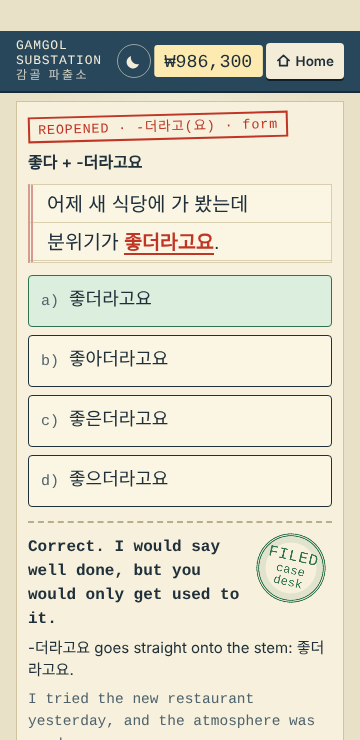 GAMGOL
SUBSTATION
감골 파출소
₩986,300
Home
REOPENED · -더라고(요) · form
좋다 + -더라고요
어제 새 식당에 가 봤는데
분위기가 좋더라고요.
a) 좋더라고요
b) 좋아더라고요
c) 좋은더라고요
d) 좋으더라고요
Correct. I would say
well done, but you
would only get used to
it.
FILED
case
desk
-더라고요 goes straight onto the stem: 좋더
라고요.
I tried the new restaurant
yesterday, and the atmosphere was